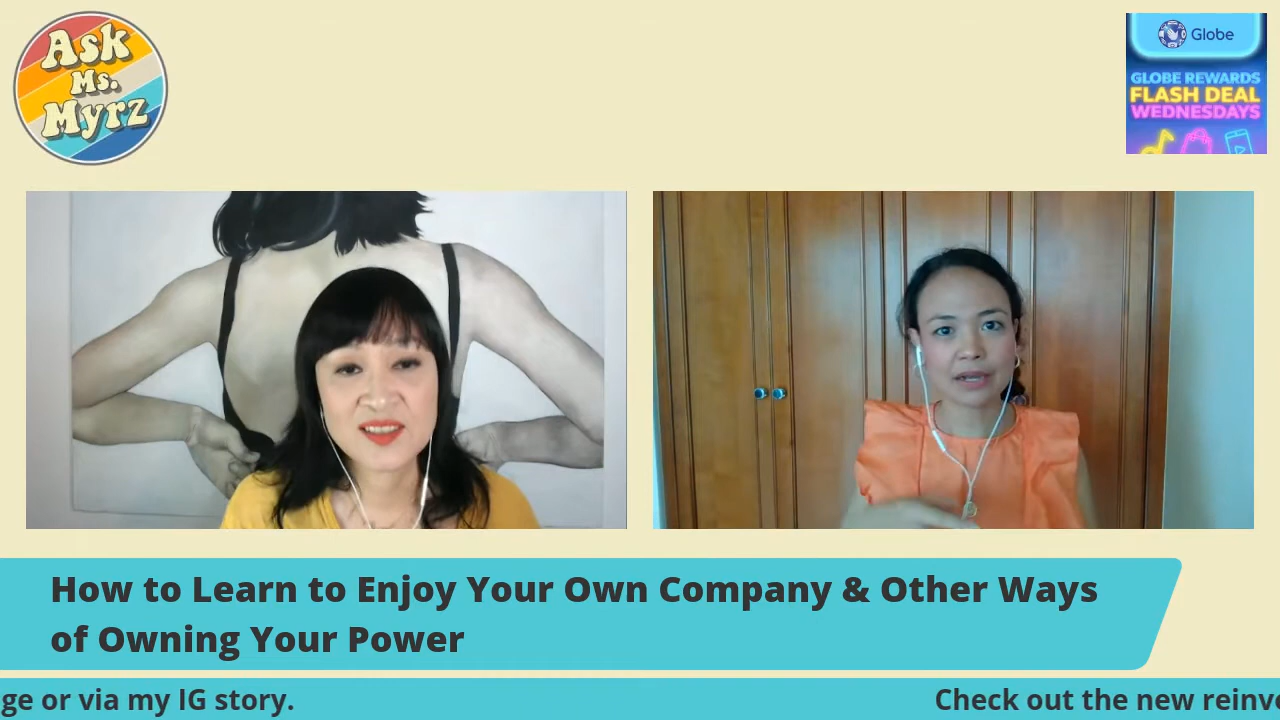 Ask
Ms.
Myrz
Globe
GLOBE REWARDS
FLASH DEAL
WEDNESDAYS
How to Learn to Enjoy Your Own Company & Other Ways
of Owning Your Power
ge or via my IG story.
Check out the new reinve